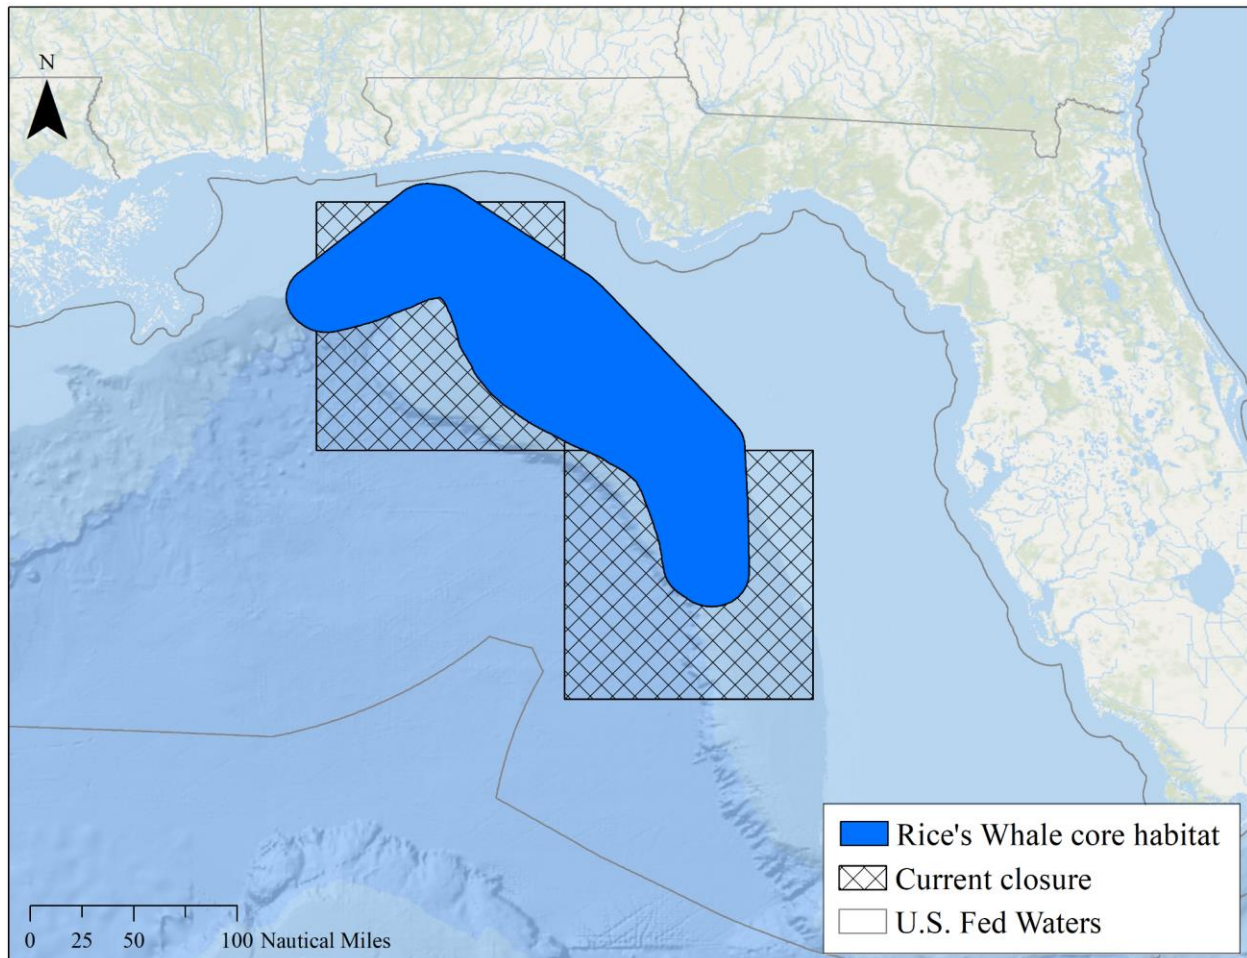 N
Rice's Whale core habitat
Current closure
U.S. Fed Waters
0 25 50 100 Nautical Miles